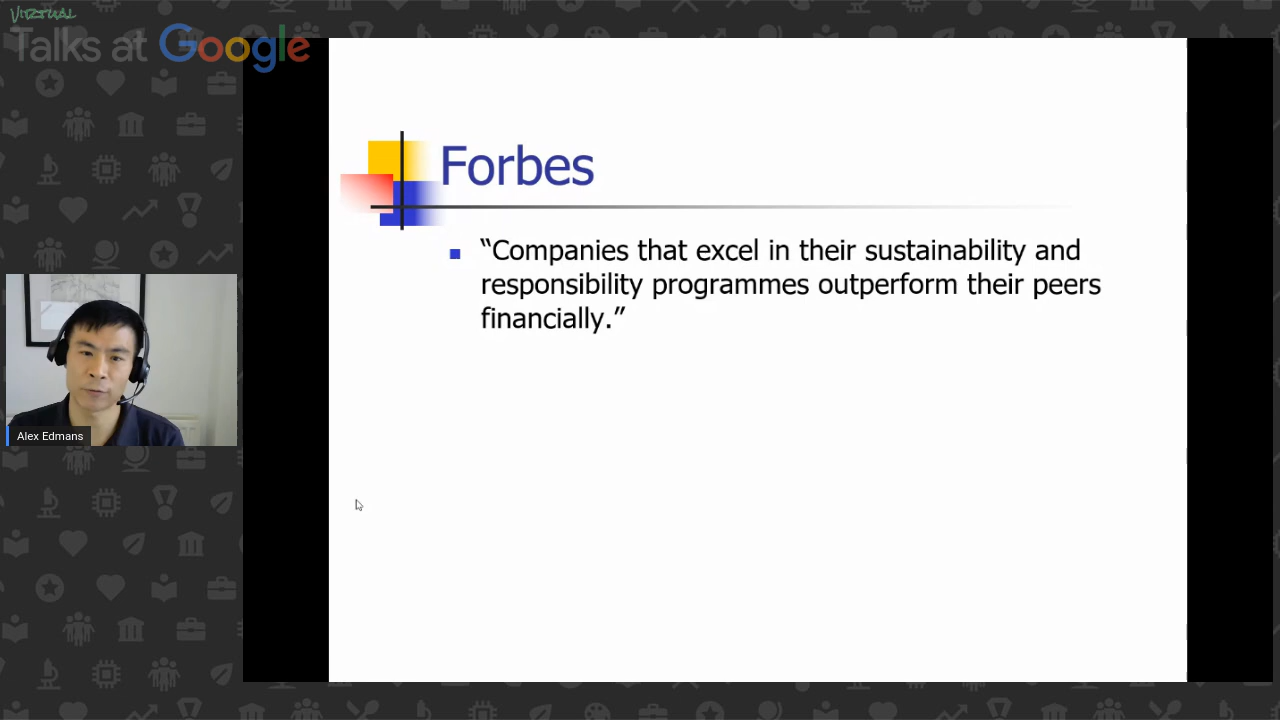 VIRTUAL
Talks at Google
Forbes
“Companies that excel in their sustainability and
responsibility programmes outperform their peers
financially.”
Alex Edmans